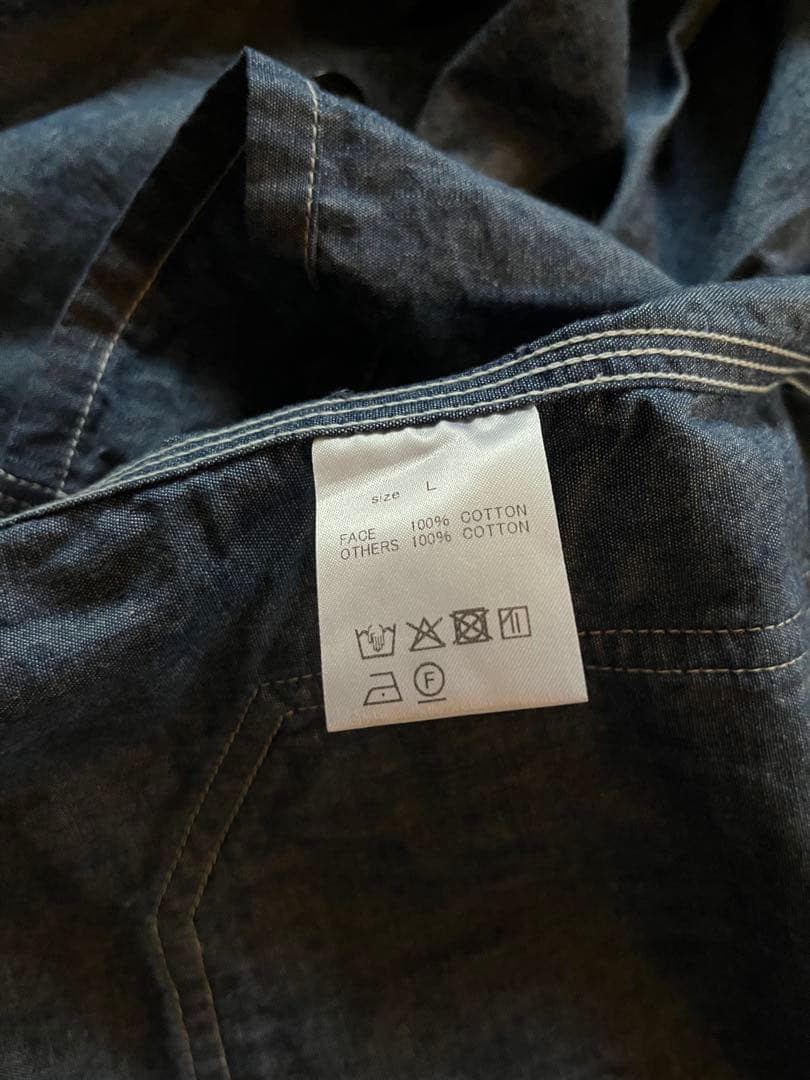 size L
FACE 100% COTTON
OTHERS 100% COTTON
F